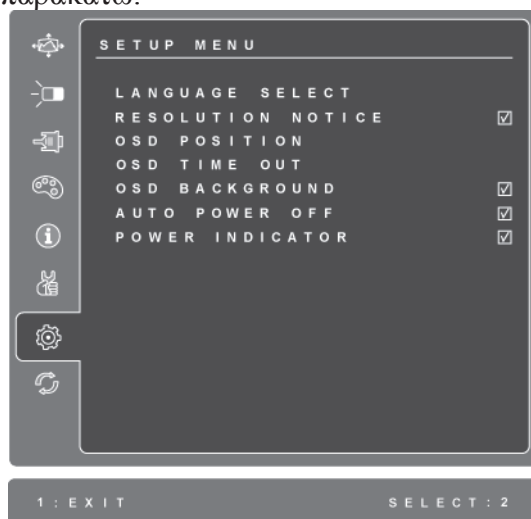 παρακάτω.
SETUP MENU
LANGUAGE SELECT
RESOLUTION NOTICE ☑
OSD POSITION
OSD TIME OUT
OSD BACKGROUND ☑
AUTO POWER OFF ☑
POWER INDICATOR ☑
1:EXIT SELECT:2